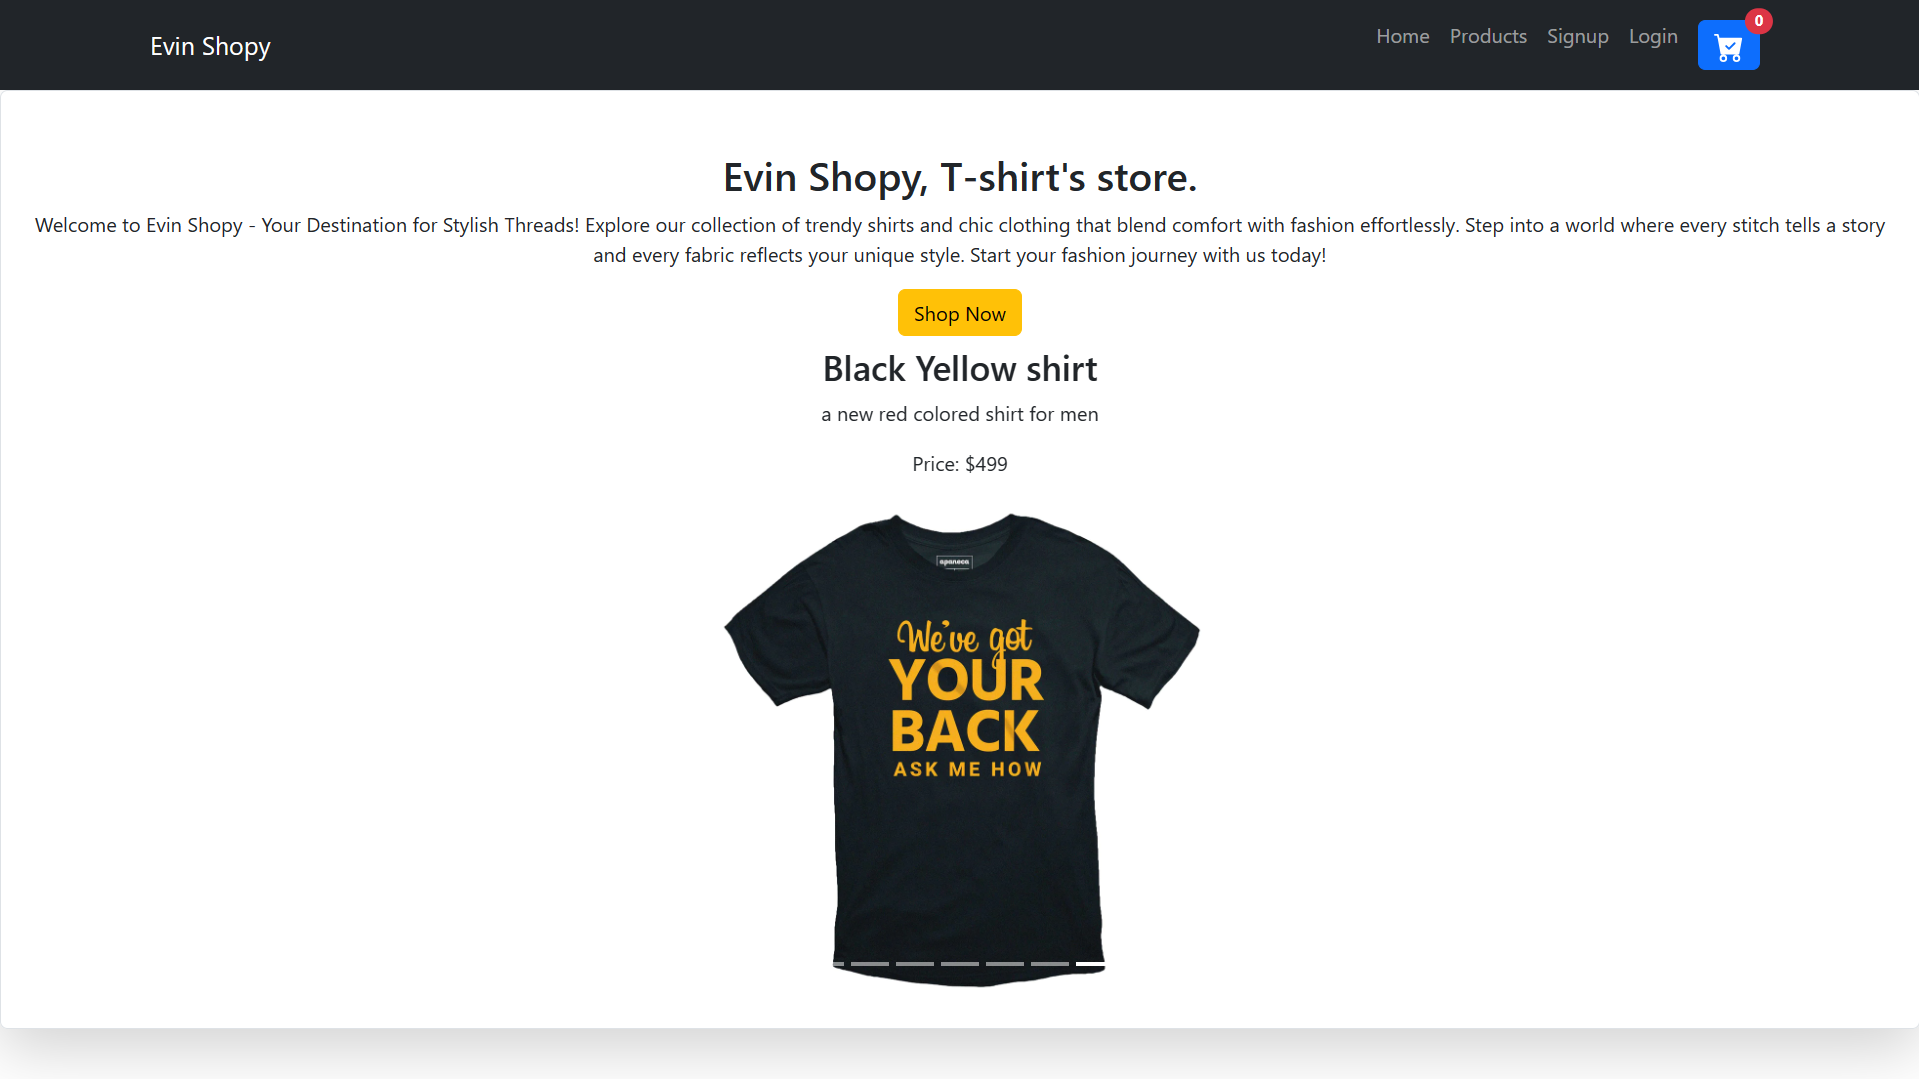 Evin Shopy
Home Products Signup Login 0
Evin Shopy, T-shirt's store.
Welcome to Evin Shopy - Your Destination for Stylish Threads! Explore our collection of trendy shirts and chic clothing that blend comfort with fashion effortlessly. Step into a world where every stitch tells a story
and every fabric reflects your unique style. Start your fashion journey with us today!
Shop Now
Black Yellow shirt
a new red colored shirt for men
Price: $499
apaneca
We've got
YOUR
BACK
ASK ME HOW